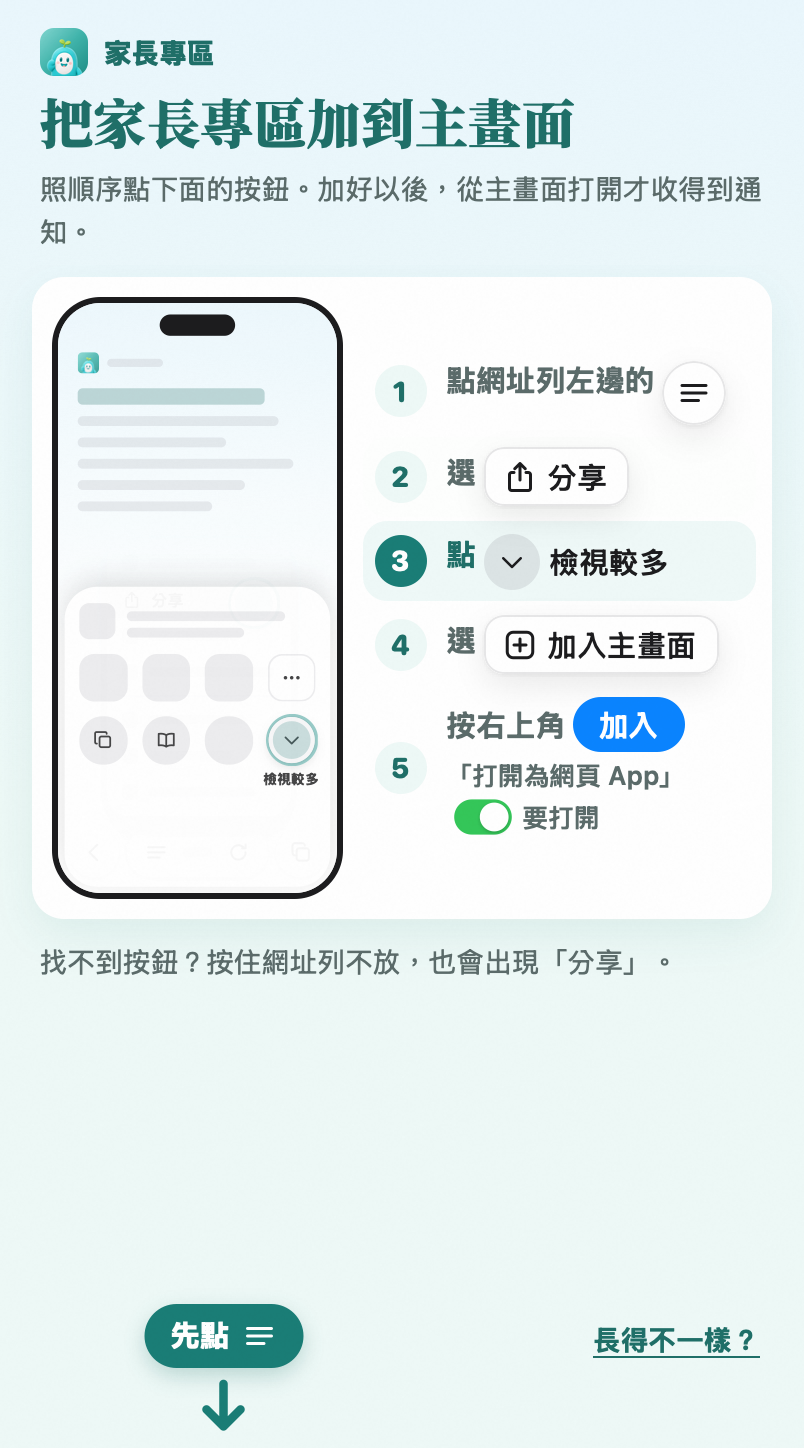 家長專區
把家長專區加到主畫面
照順序點下面的按鈕。加好以後，從主畫面打開才收得到通
知。
分享
檢視較多
1 點網址列左邊的
2 選 分享
3 點 檢視較多
4 選 加入主畫面
5 按右上角 加入
「打開為網頁 App」
要打開
找不到按鈕？按住網址列不放，也會出現「分享」。
先點
長得不一樣？